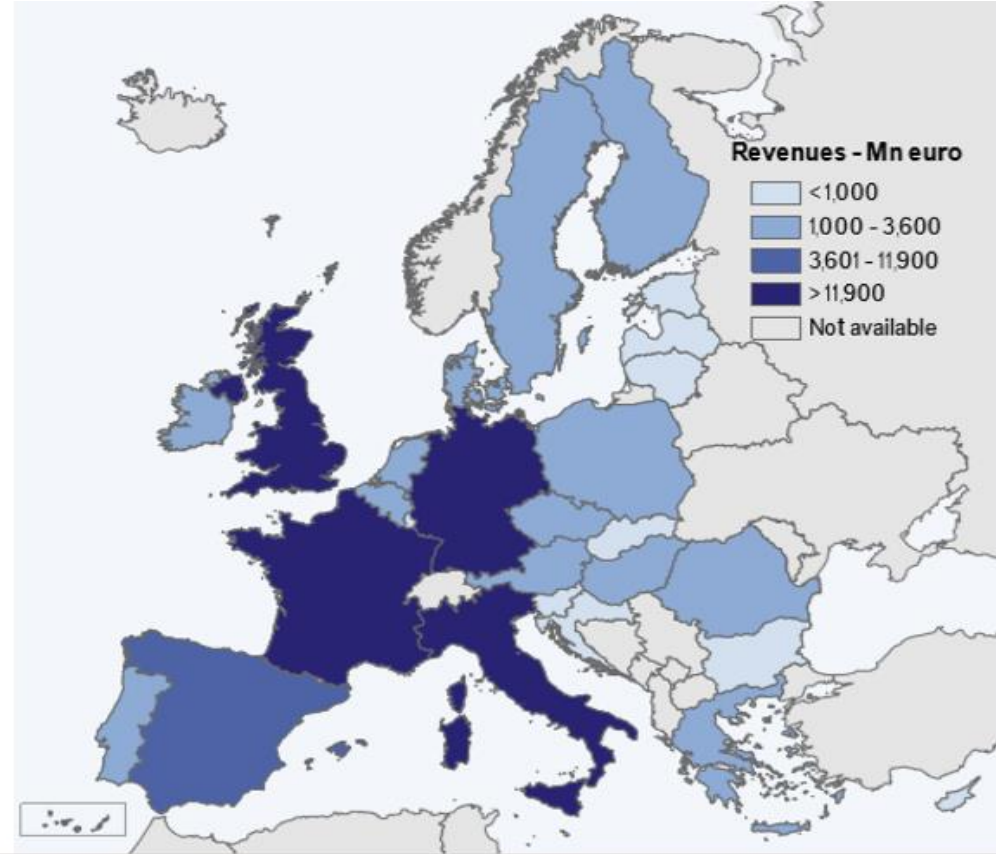 Revenues - Mn euro
<1,000
1,000 - 3,600
3,601 - 11,900
>11,900
Not available